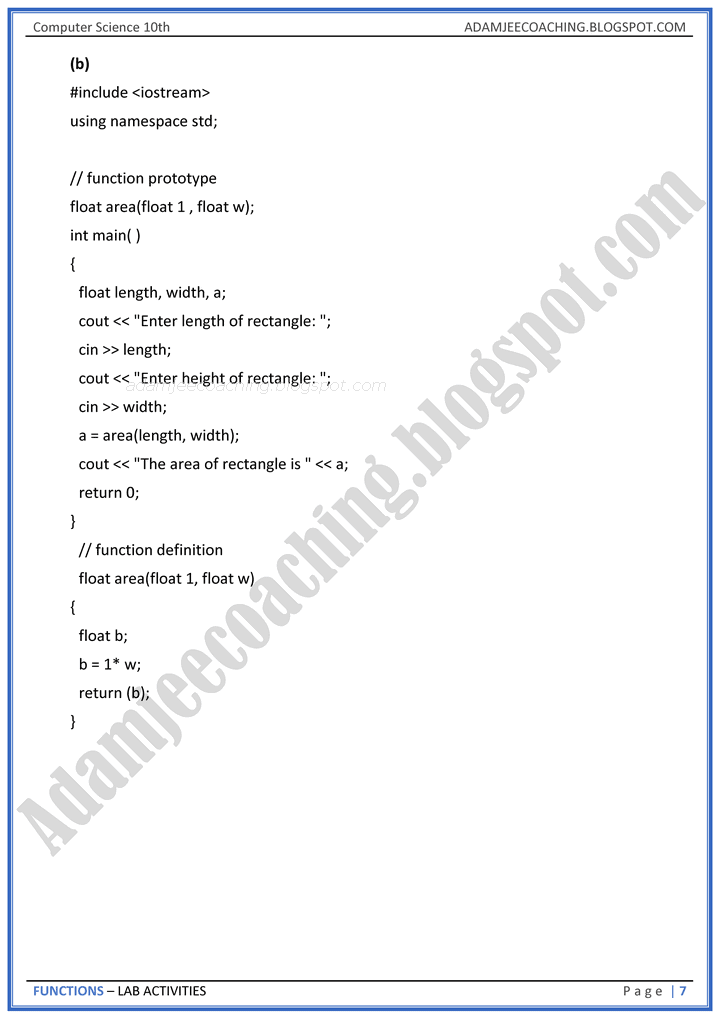 Computer Science 10th ADAMJEECOACHING.BLOGSPOT.COM
(b)
#include <iostream>
using namespace std;
// function prototype
float area(float 1 , float w);
int main( )
{
float length, width, a;
cout << "Enter length of rectangle: ";
cin >> length;
cout << "Enter height of rectangle: ";
adamjeecoaching.blogspot.com
cin >> width;
a = area(length, width);
cout << "The area of rectangle is " << a;
return 0;
}
// function definition
float area(float 1, float w)
{
float b;
b = 1* w;
return (b);
}
Adamjeecoaching.blogspot.com
FUNCTIONS – LAB ACTIVITIES Page | 7